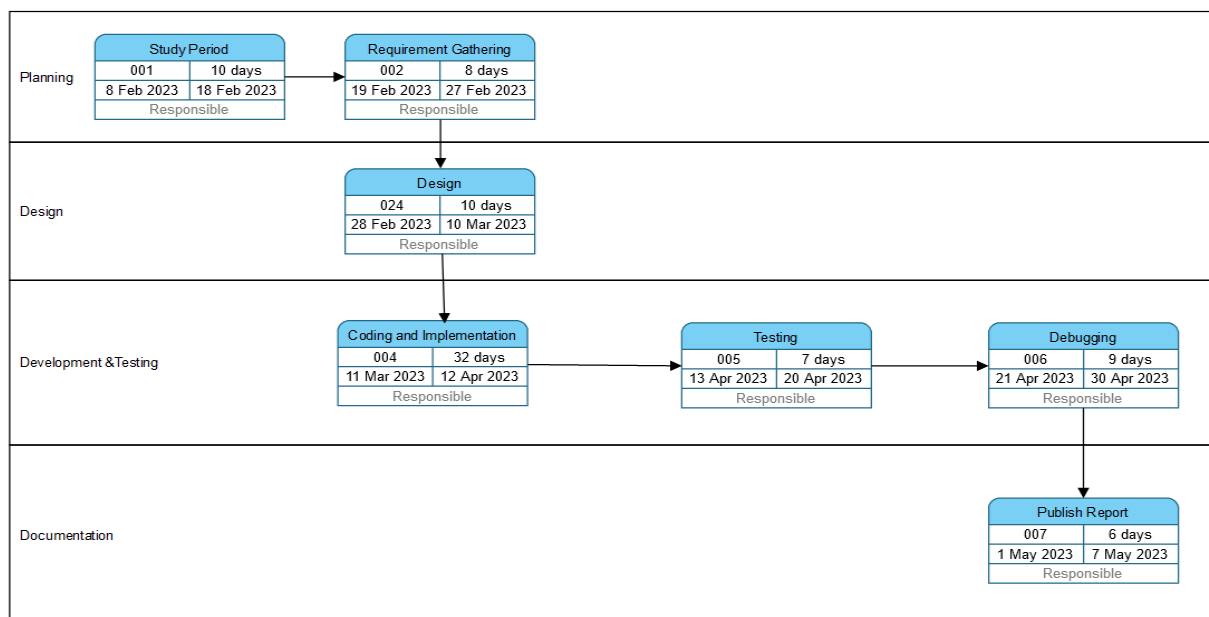 Planning
Study Period
001 10 days
8 Feb 2023 18 Feb 2023
Responsible
Requirement Gathering
002 8 days
19 Feb 2023 27 Feb 2023
Responsible
Design
Design
024 10 days
28 Feb 2023 10 Mar 2023
Responsible
Development &Testing
Coding and Implementation
004 32 days
11 Mar 2023 12 Apr 2023
Responsible
Testing
005 7 days
13 Apr 2023 20 Apr 2023
Responsible
Debugging
006 9 days
21 Apr 2023 30 Apr 2023
Responsible
Documentation
Publish Report
007 6 days
1 May 2023 7 May 2023
Responsible